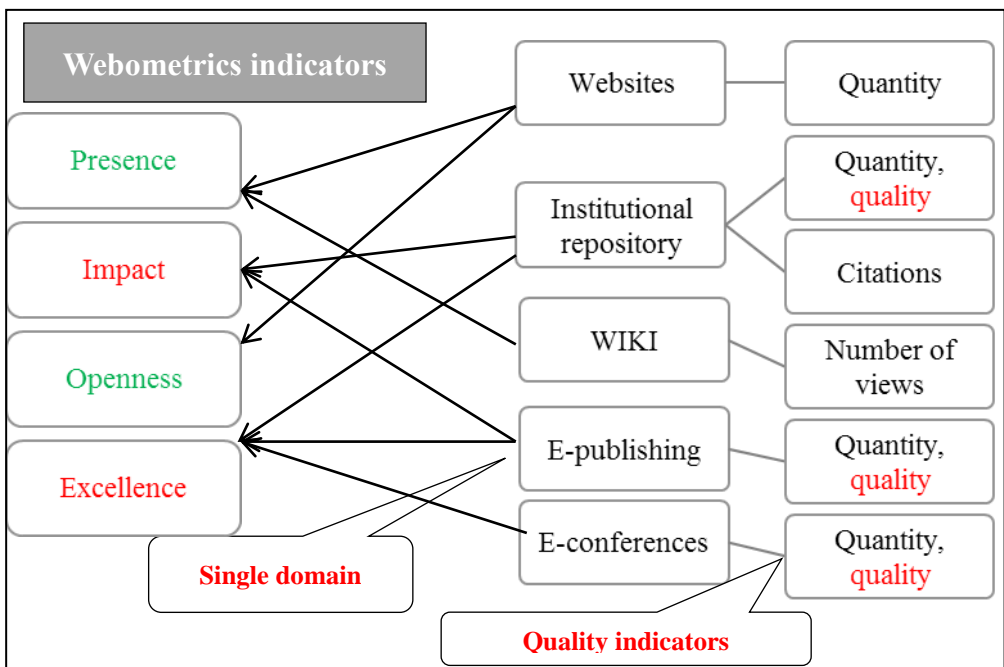 Webometrics indicators
Presence
Impact
Openness
Excellence
Websites
Institutional
repository
WIKI
E-publishing
E-conferences
Quantity
Quantity,
quality
Citations
Number of
views
Quantity,
quality
Quantity,
quality
Single domain
Quality indicators